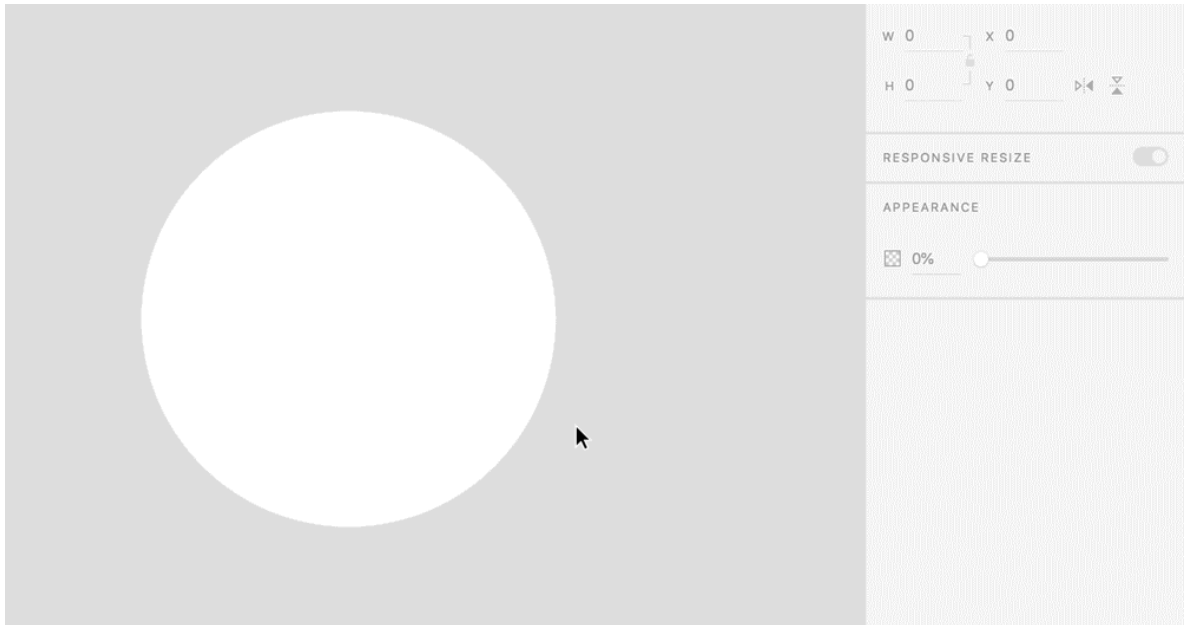 W 0 X 0
H 0 Y 0
RESPONSIVE RESIZE
APPEARANCE
0%